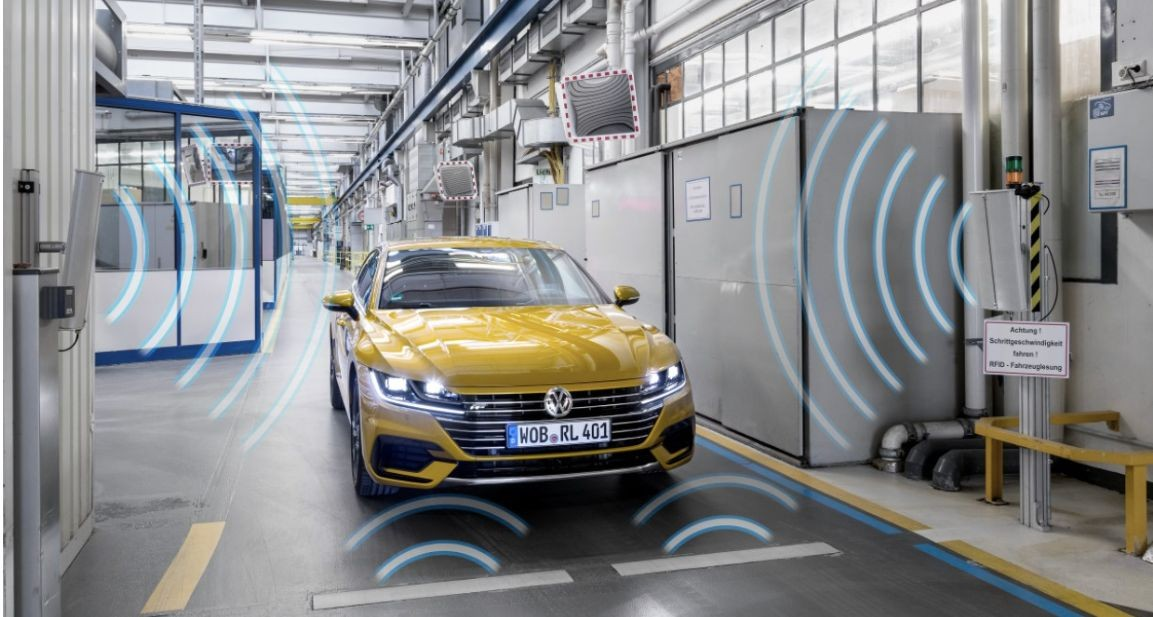 WOB RL 401
Achtung !
Schrittgeschwindigkeit
fahren !
RFID - Fahrzeuglesung